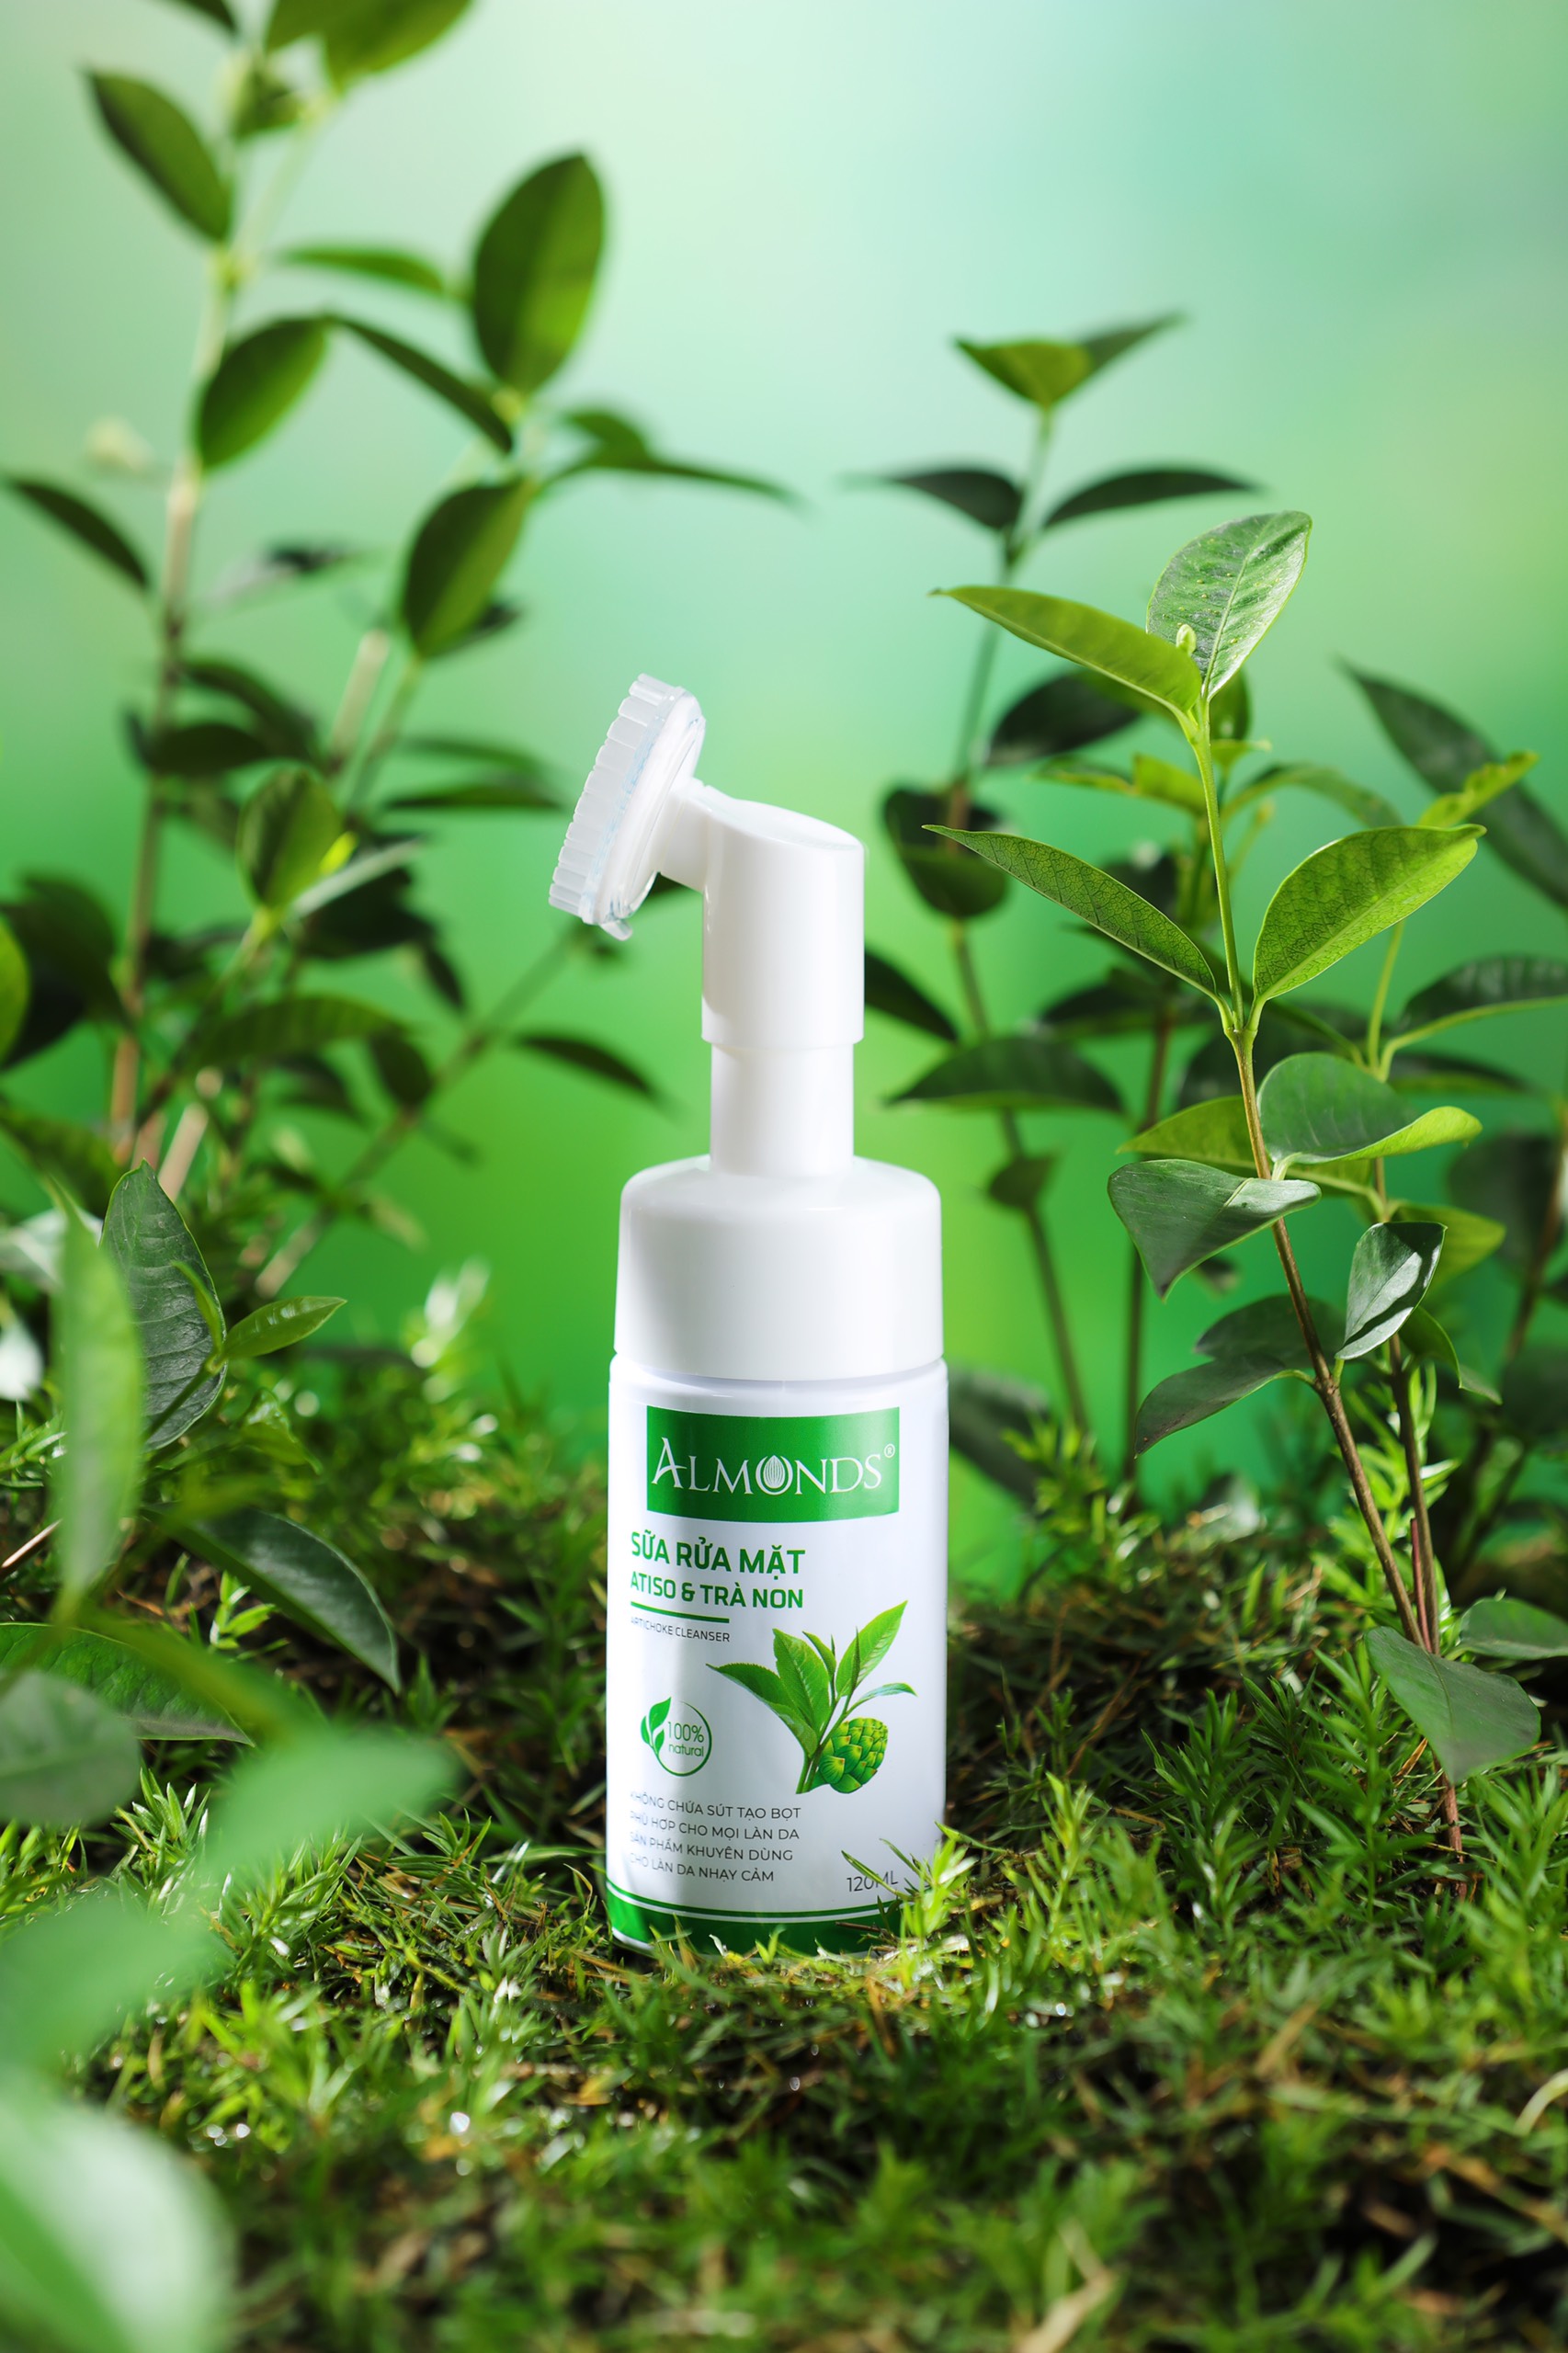 ALMONDS®
SỮA RỬA MẶT
ATISO & TRÀ NON
ARTICHOKE CLEANSER
100%
natural
KHÔNG CHỨA SÚT TẠO BỌT
PHÙ HỢP CHO MỌI LÀN DA
SẢN PHẨM KHUYÊN DÙNG
CHO LÀN DA NHẠY CẢM
120ML